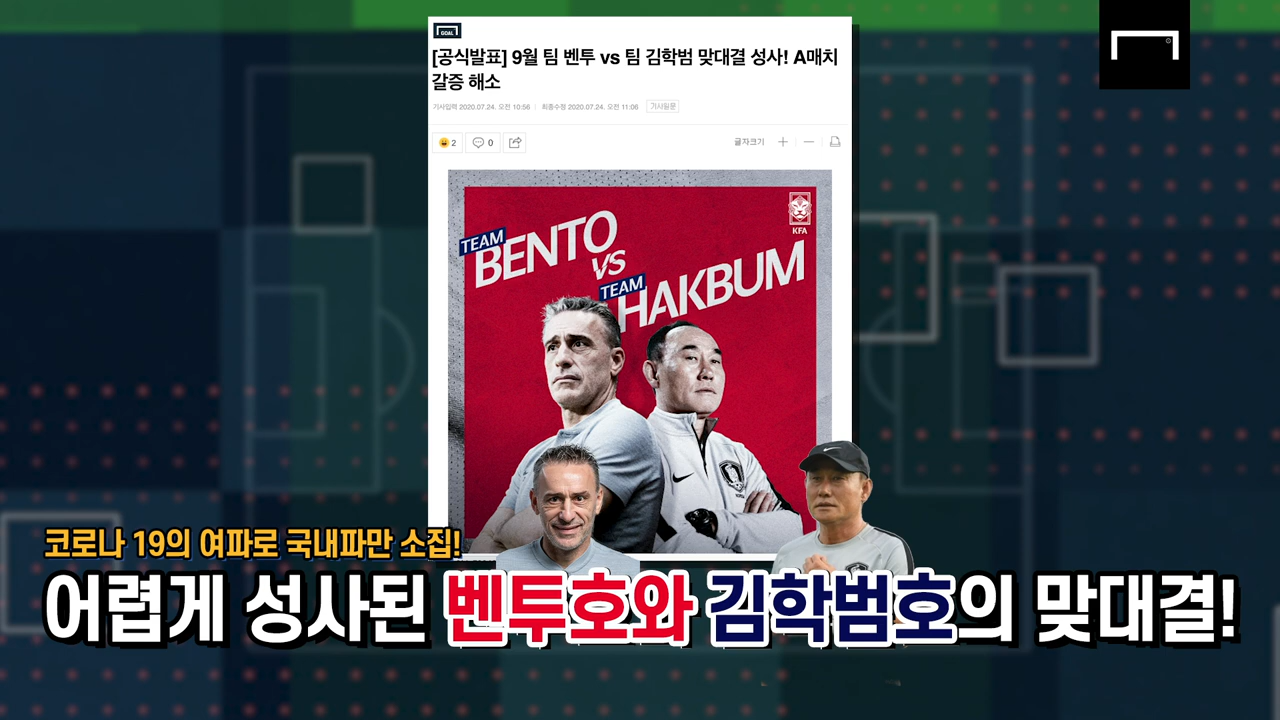 GOAL
[공식발표] 9월 팀 벤투 vs 팀 김학범 맞대결 성사! A매치
갈증 해소
기사입력 2020.07.24. 오전 10:56 | 최종수정 2020.07.24. 오전 11:06 기사원문
2 0 글자크기
KFA
TEAM
BENTO
VS
TEAM
HAKBUM
코로나 19의 여파로 국내파만 소집!
어렵게 성사된 벤투호와 김학범호의 맞대결!